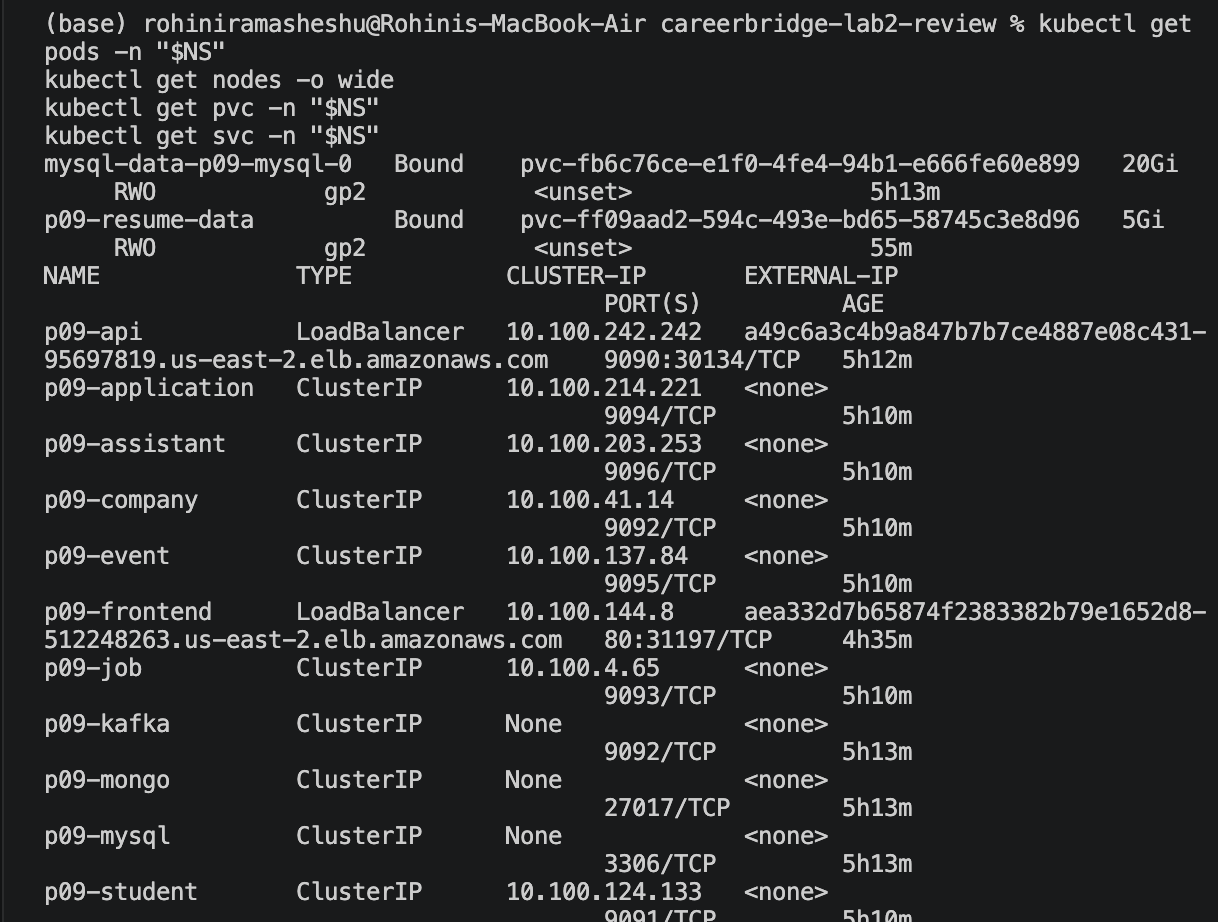 (base) rohiniramasheshu@Rohinis-MacBook-Air careerbridge-lab2-review % kubectl get
pods -n "$NS"
kubectl get nodes -o wide
kubectl get pvc -n "$NS"
kubectl get svc -n "$NS"
mysql-data-p09-mysql-0   Bound    pvc-fb6c76ce-e1f0-4fe4-94b1-e666fe60e899   20Gi
     RWO            gp2            <unset>                 5h13m
p09-resume-data          Bound    pvc-ff09aad2-594c-493e-bd65-58745c3e8d96   5Gi
     RWO            gp2            <unset>                 55m
NAME              TYPE           CLUSTER-IP       EXTERNAL-IP
                                        PORT(S)          AGE
p09-api           LoadBalancer   10.100.242.242   a49c6a3c4b9a847b7b7ce4887e08c431-
95697819.us-east-2.elb.amazonaws.com    9090:30134/TCP   5h12m
p09-application   ClusterIP      10.100.214.221   <none>
                                        9094/TCP         5h10m
p09-assistant     ClusterIP      10.100.203.253   <none>
                                        9096/TCP         5h10m
p09-company       ClusterIP      10.100.41.14     <none>
                                        9092/TCP         5h10m
p09-event         ClusterIP      10.100.137.84    <none>
                                        9095/TCP         5h10m
p09-frontend      LoadBalancer   10.100.144.8     aea332d7b65874f2383382b79e1652d8-
512248263.us-east-2.elb.amazonaws.com   80:31197/TCP     4h35m
p09-job           ClusterIP      10.100.4.65      <none>
                                        9093/TCP         5h10m
p09-kafka         ClusterIP      None             <none>
                                        9092/TCP         5h13m
p09-mongo         ClusterIP      None             <none>
                                        27017/TCP        5h13m
p09-mysql         ClusterIP      None             <none>
                                        3306/TCP         5h13m
p09-student       ClusterIP      10.100.124.133   <none>
                                        9091/TCP         5h10m